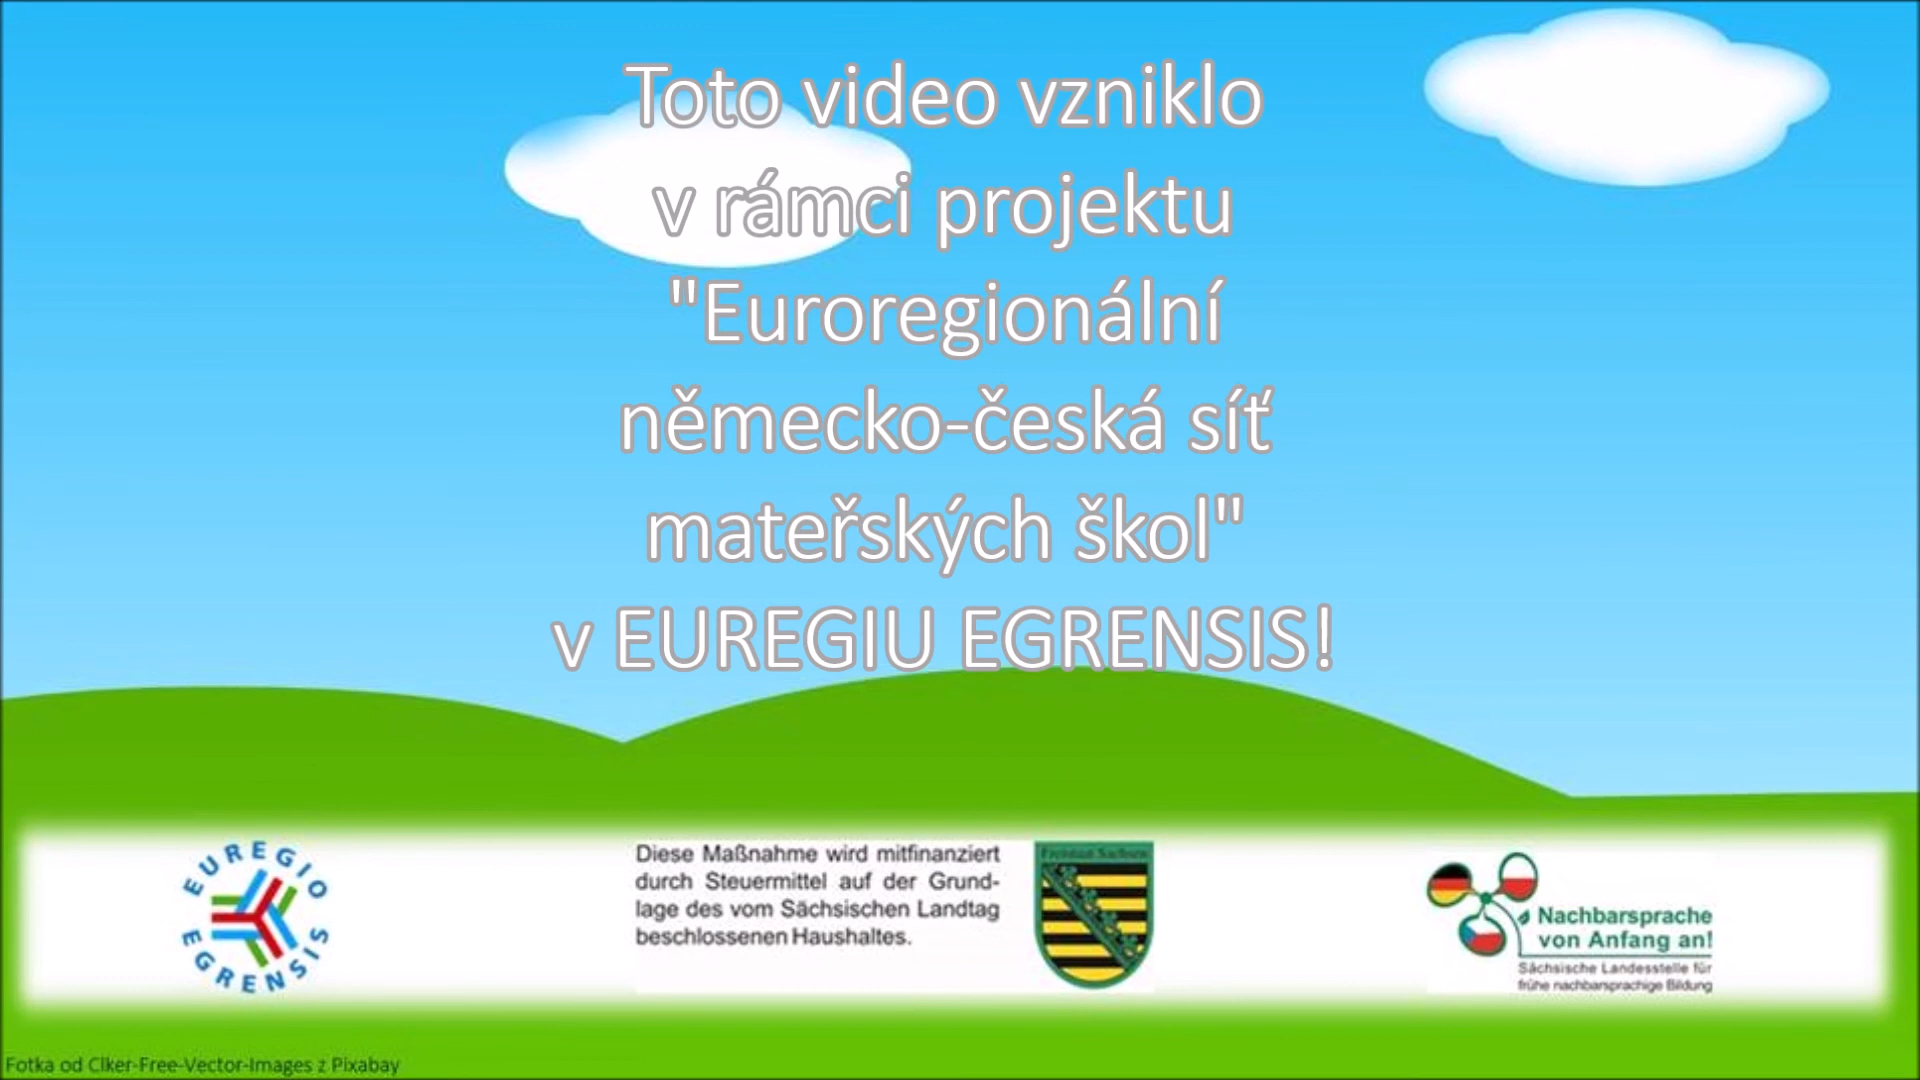 Toto video vzniklo
v rámci projektu
"Euroregionální
německo-česká síť
mateřských škol"
v EUREGIU EGRENSIS!
EUREGIO
EGRENSIS
Diese Maßnahme wird mitfinanziert
durch Steuermittel auf der Grund-
lage des vom Sächsischen Landtag
beschlossenen Haushaltes.
Freistaat Sachsen
Nachbarsprache
von Anfang an!
Sächsische Landesstelle für
frühe nachbarsprachige Bildung
Fotka od Clker-Free-Vector-Images z Pixabay